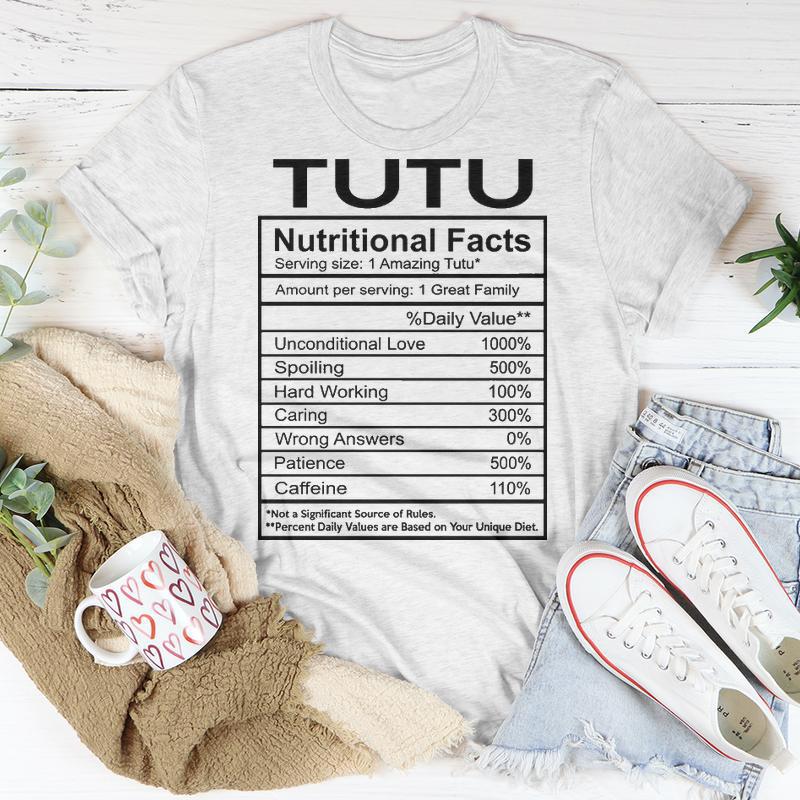 TUTU
Nutritional Facts
Serving size: 1 Amazing Tutu*
Amount per serving: 1 Great Family
%Daily Value**
Unconditional Love 1000%
Spoiling 500%
Hard Working 100%
Caring 300%
Wrong Answers 0%
Patience 500%
Caffeine 110%
*Not a Significant Source of Rules.
**Percent Daily Values are Based on Your Unique Diet.